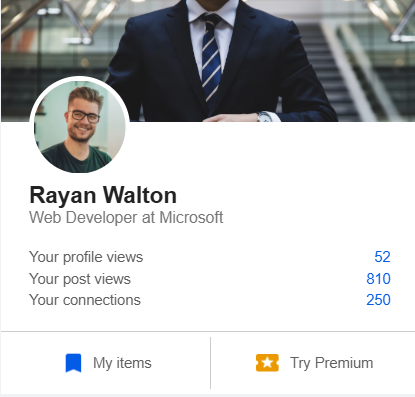 Rayan Walton
Web Developer at Microsoft
Your profile views 52
Your post views 810
Your connections 250
My items Try Premium